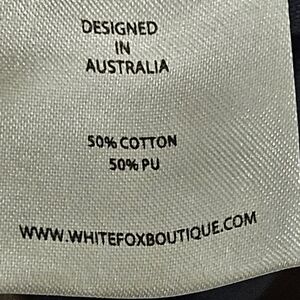 DESIGNED
IN
AUSTRALIA
50% COTTON
50% PU
WWW.WHITEFOXBOUTIQUE.COM